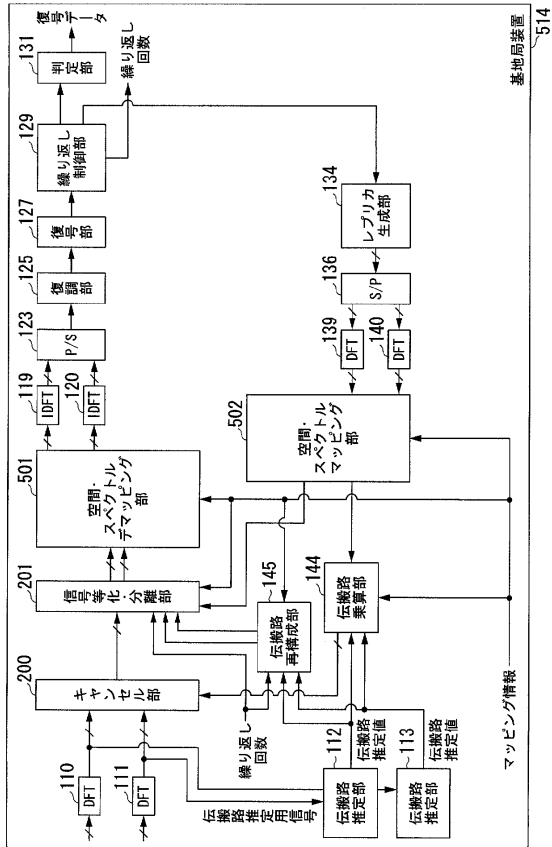 復号データ
131
判定部
繰り返し
回数
129
繰り返し
制御部
127
復号部
125
復調部
123
P/S
119
IDFT
120
IDFT
501
空間・
スペクトル
デマッピング
部
201
信号等化・分離部
200
キャンセル部
110
DFT
111
DFT
134
レプリカ
生成部
136
S/P
139
DFT
140
DFT
502
空間・
スペクトル
マッピング
部
144
伝搬路
乗算部
145
伝搬路
再構成部
繰り返し
回数
伝搬路
推定値
伝搬路
推定値
112
伝搬路
推定部
113
伝搬路
推定部
伝搬路推定用信号
マッピング情報
基地局装置
514